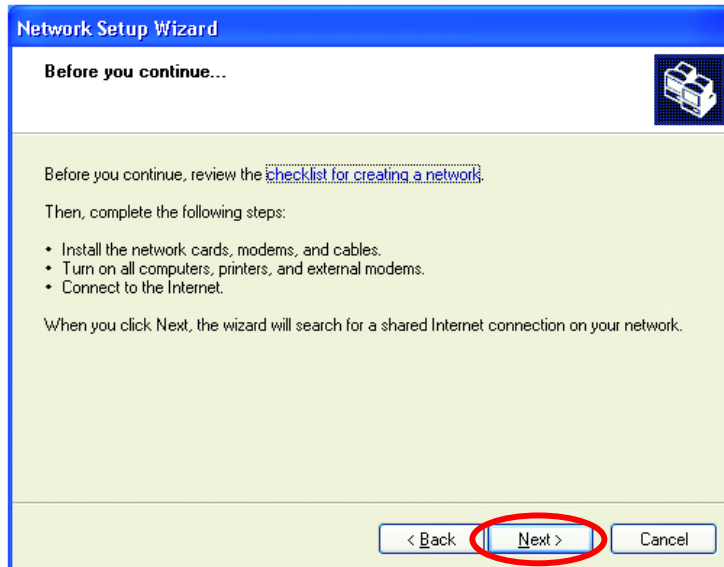 Network Setup Wizard
Before you continue...
Before you continue, review the checklist for creating a network.
Then, complete the following steps:
• Install the network cards, modems, and cables.
• Turn on all computers, printers, and external modems.
• Connect to the Internet.
When you click Next, the wizard will search for a shared Internet connection on your network.
< Back Next > Cancel